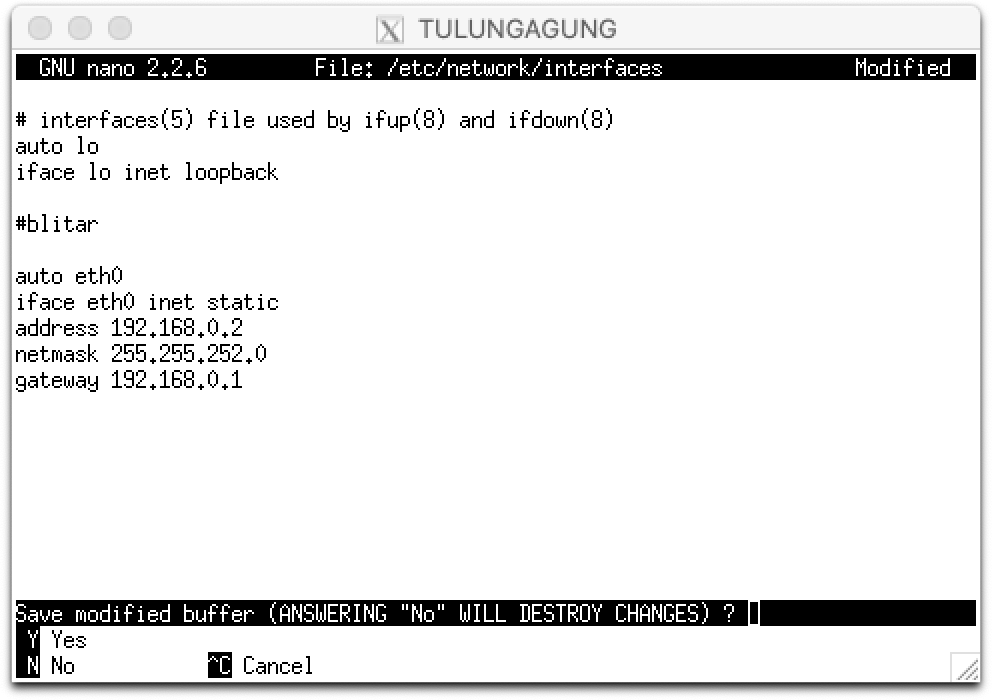 TULUNGAGUNG
GNU nano 2.2.6 File: /etc/network/interfaces Modified
# interfaces(5) file used by ifup(8) and ifdown(8)
auto lo
iface lo inet loopback
#blitar
auto eth0
iface eth0 inet static
address 192.168.0.2
netmask 255.255.252.0
gateway 192.168.0.1
Save modified buffer (ANSWERING "No" WILL DESTROY CHANGES) ?
Y Yes
N No ^C Cancel